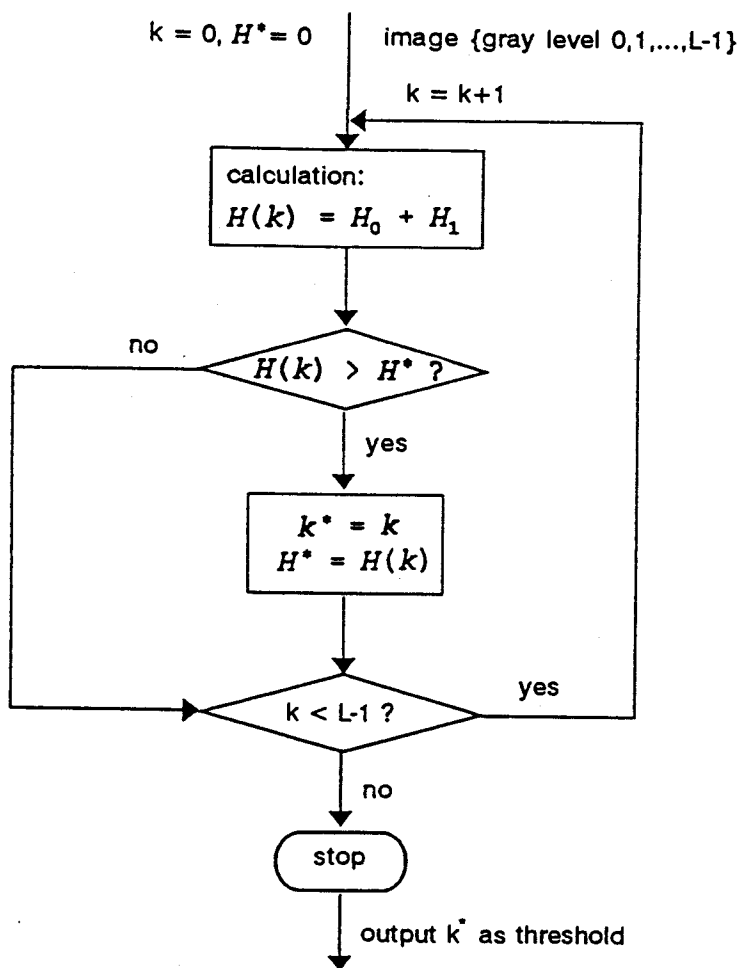 k = 0, H* = 0 image {gray level 0,1,...,L-1}
k = k+1
calculation:
H(k) = H₀ + H₁
no
H(k) > H* ?
yes
k* = k
H* = H(k)
k < L-1 ?
yes
no
stop
output k* as threshold